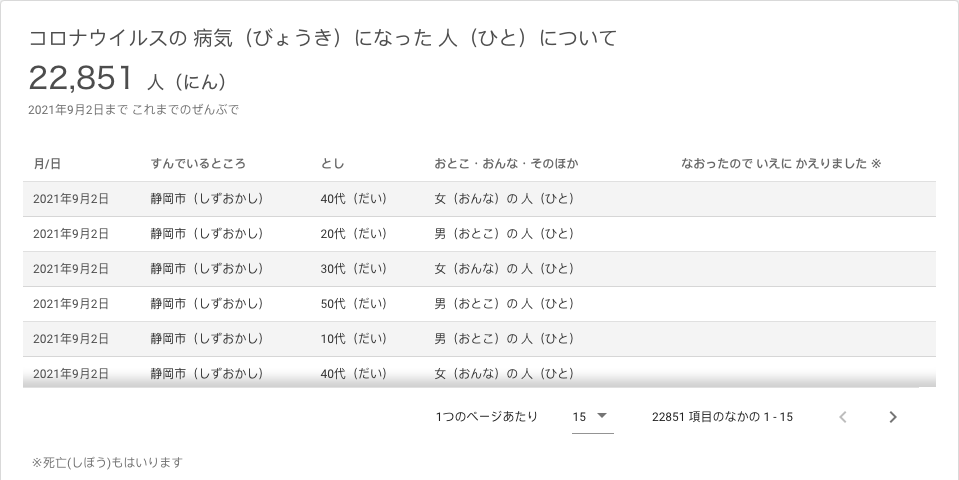 コロナウイルスの 病気（びょうき）になった 人（ひと）について
22,851 人（にん）
2021年9月2日まで これまでのぜんぶで
月/日 すんでいるところ とし おとこ・おんな・そのほか なおったので いえに かえりました ※
2021年9月2日 静岡市（しずおかし） 40代（だい） 女（おんな）の 人（ひと）
2021年9月2日 静岡市（しずおかし） 20代（だい） 男（おとこ）の 人（ひと）
2021年9月2日 静岡市（しずおかし） 30代（だい） 女（おんな）の 人（ひと）
2021年9月2日 静岡市（しずおかし） 50代（だい） 男（おとこ）の 人（ひと）
2021年9月2日 静岡市（しずおかし） 10代（だい） 男（おとこ）の 人（ひと）
2021年9月2日 静岡市（しずおかし） 40代（だい） 女（おんな）の 人（ひと）
1つのページあたり 15 22851 項目のなかの 1 - 15
※死亡(しぼう)もはいります